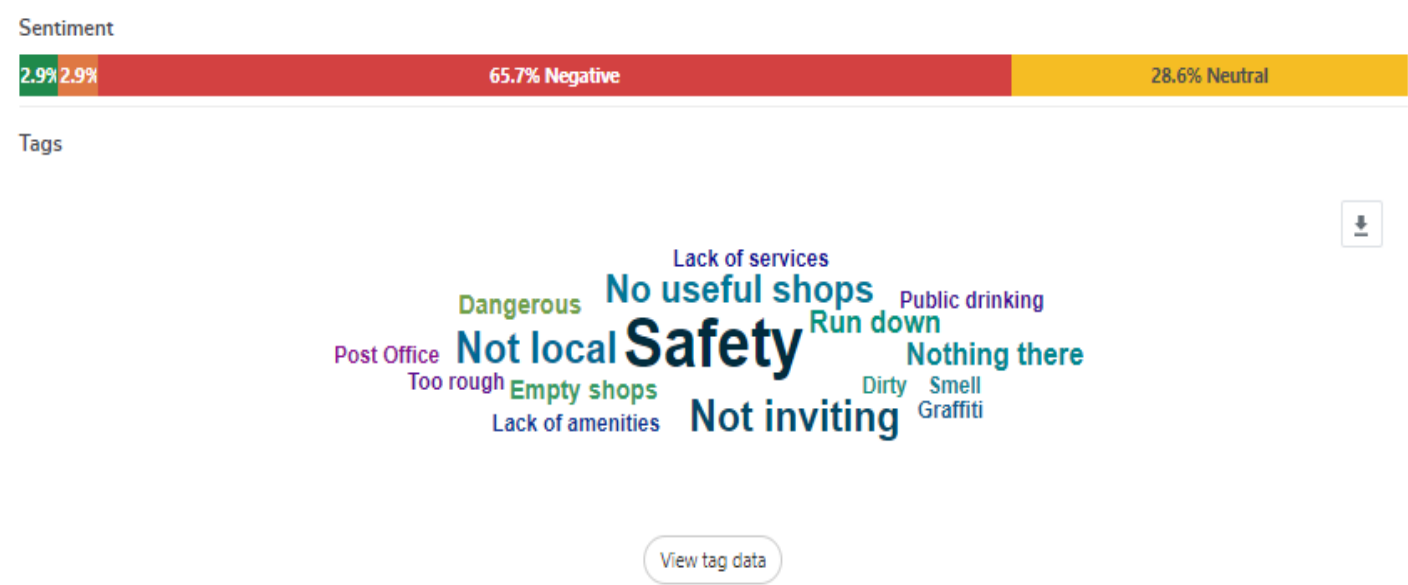 Sentiment
2.9% 2.9% 65.7% Negative 28.6% Neutral
Tags
Lack of services
No useful shops
Dangerous
Public drinking
Run down
Safety
Not local
Post Office
Nothing there
Too rough
Empty shops
Dirty
Smell
Graffiti
Not inviting
Lack of amenities
View tag data